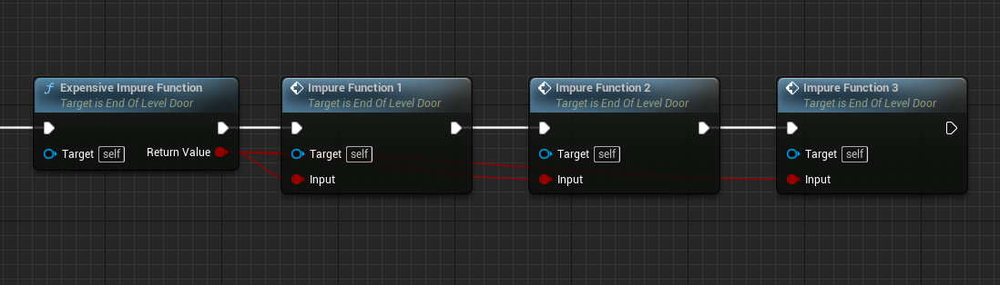 Expensive Impure Function
Target is End Of Level Door
Target self
Return Value
Impure Function 1
Target is End Of Level Door
Target self
Input
Impure Function 2
Target is End Of Level Door
Target self
Input
Impure Function 3
Target is End Of Level Door
Target self
Input